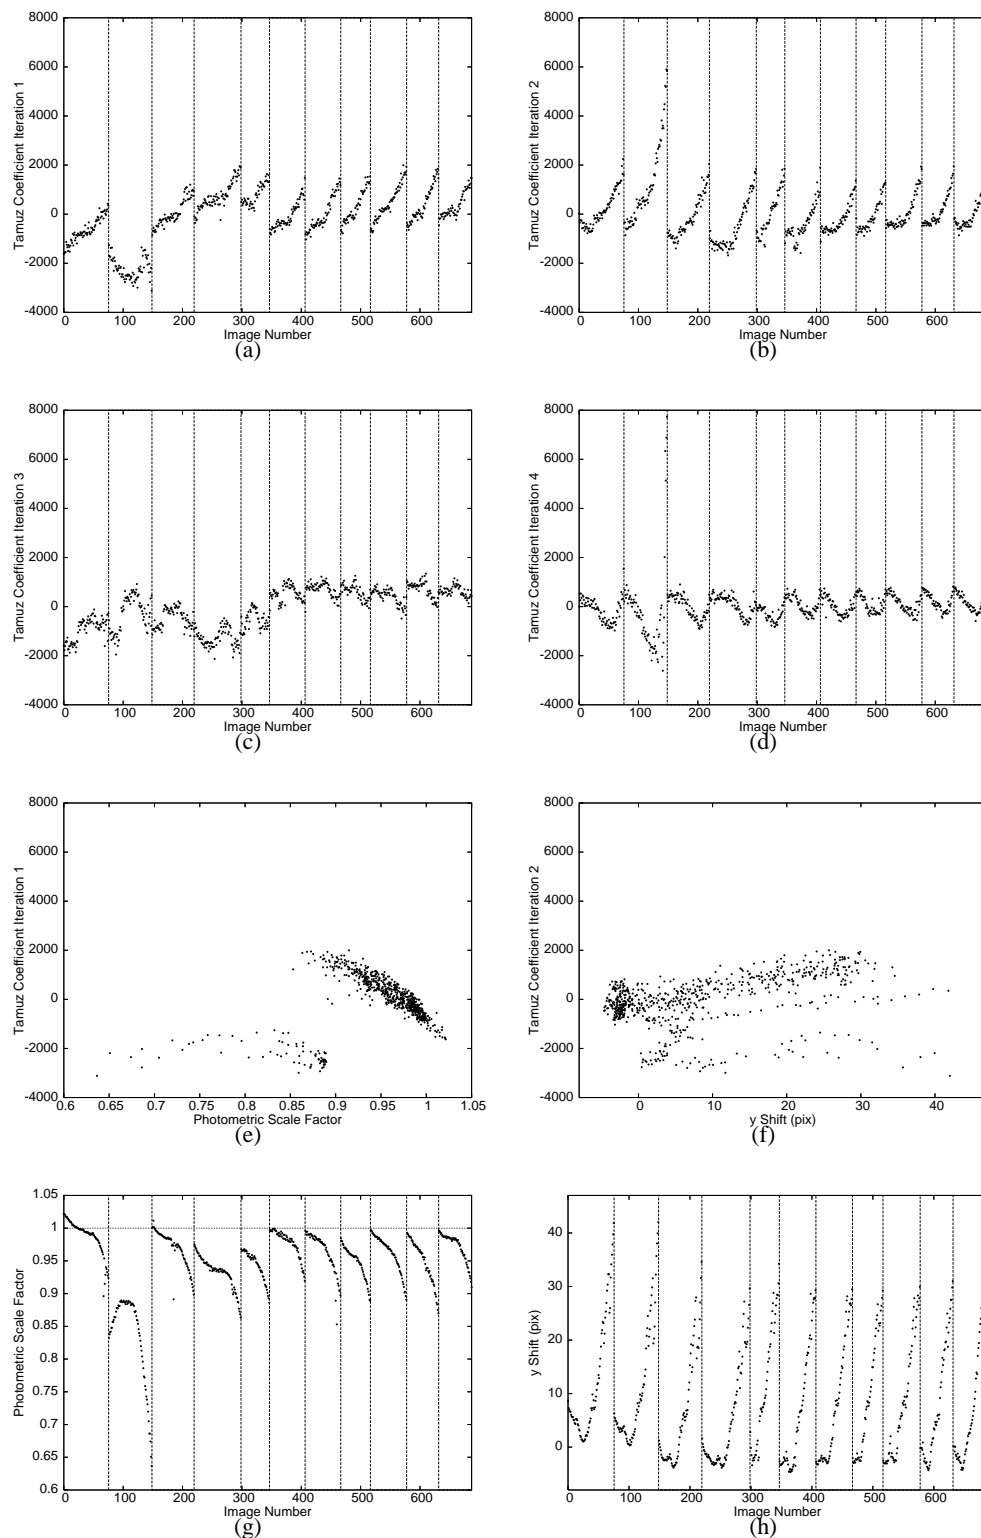 8000
6000
4000
2000
0
-2000
-4000
Tamuz Coefficient Iteration 1
0 100 200 300 400 500 600
Image Number
(a)
8000
6000
4000
2000
0
-2000
-4000
Tamuz Coefficient Iteration 2
0 100 200 300 400 500 600
Image Number
(b)
8000
6000
4000
2000
0
-2000
-4000
Tamuz Coefficient Iteration 3
0 100 200 300 400 500 600
Image Number
(c)
8000
6000
4000
2000
0
-2000
-4000
Tamuz Coefficient Iteration 4
0 100 200 300 400 500 600
Image Number
(d)
8000
6000
4000
2000
0
-2000
-4000
Tamuz Coefficient Iteration 1
0.6 0.65 0.7 0.75 0.8 0.85 0.9 0.95 1 1.05
Photometric Scale Factor
(e)
8000
6000
4000
2000
0
-2000
-4000
Tamuz Coefficient Iteration 2
0 10 20 30 40
y Shift (pix)
(f)
1.05
1
0.95
0.9
0.85
0.8
0.75
0.7
0.65
0.6
Photometric Scale Factor
0 100 200 300 400 500 600
Image Number
(g)
40
30
20
10
0
y Shift (pix)
0 100 200 300 400 500 600
Image Number
(h)